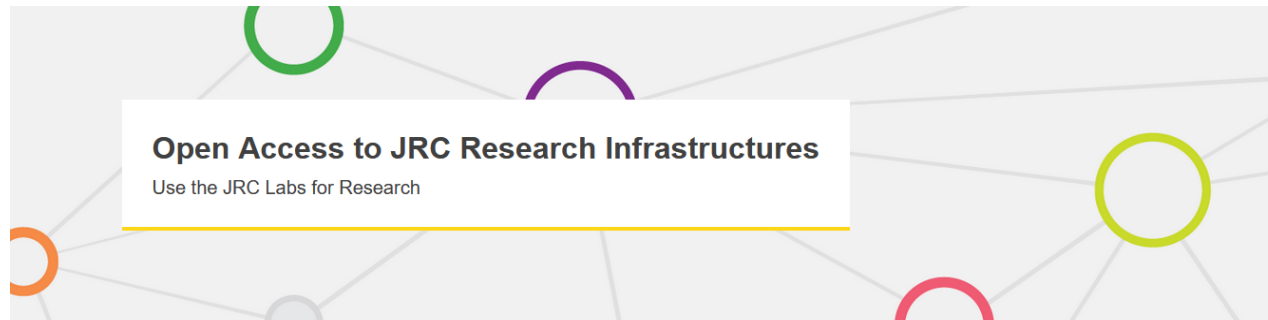 Open Access to JRC Research Infrastructures
Use the JRC Labs for Research